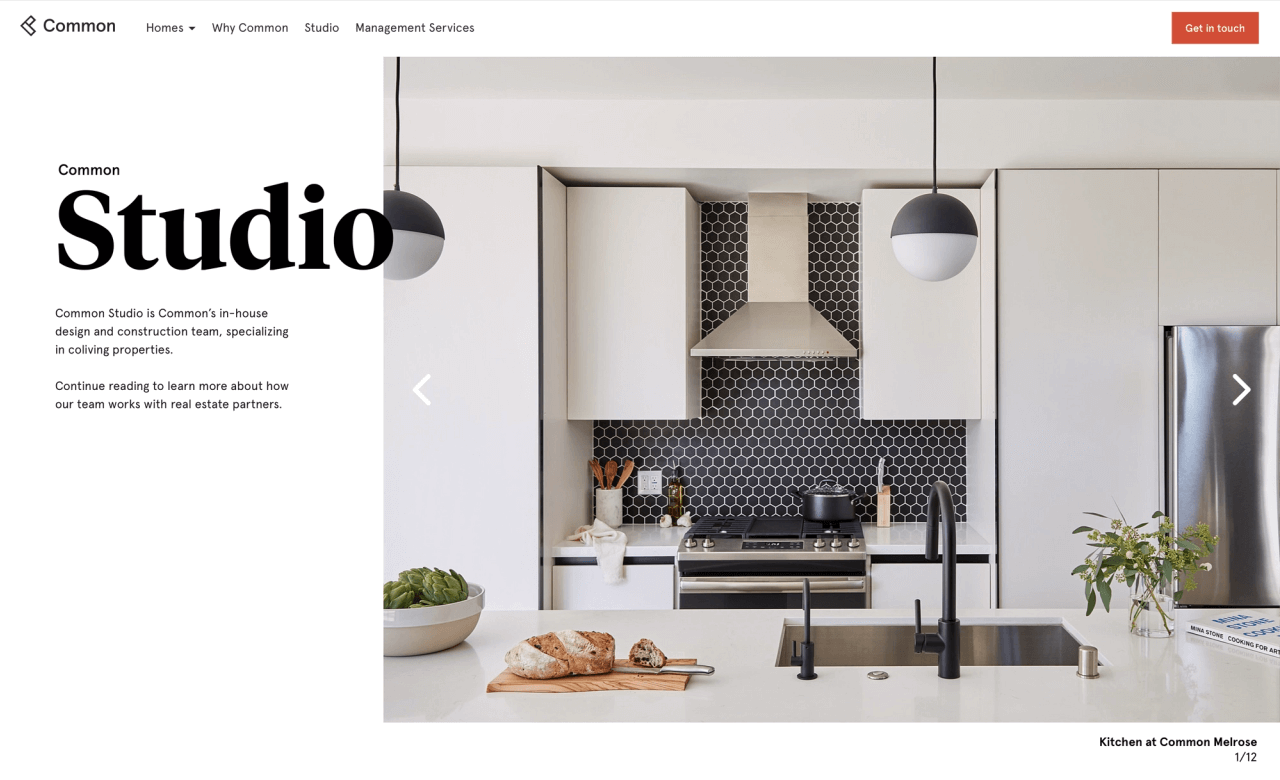 Common
Homes
Why Common
Studio
Management Services
Get in touch
Common
Studio
Common Studio is Common’s in-house
design and construction team, specializing
in coliving properties.
Continue reading to learn more about how
our team works with real estate partners.
MINA STONE COOKING FOR ART
Kitchen at Common Melrose
1/12